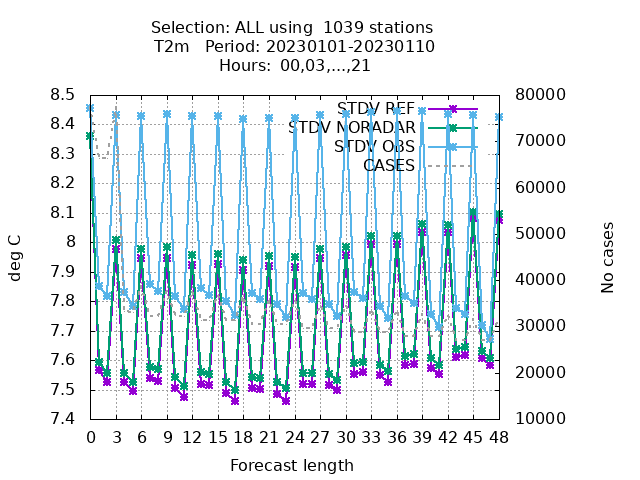 Selection: ALL using  1039 stations
T2m   Period: 20230101-20230110
Hours:  00,03,...,21
8.5
8.4
8.3
8.2
8.1
8
7.9
7.8
7.7
7.6
7.5
7.4
deg C
STDV REF
STDV NORADAR
STDV OBS
CASES
80000
70000
60000
50000
40000
30000
20000
10000
No cases
0 3 6 9 12 15 18 21 24 27 30 33 36 39 42 45 48
Forecast length